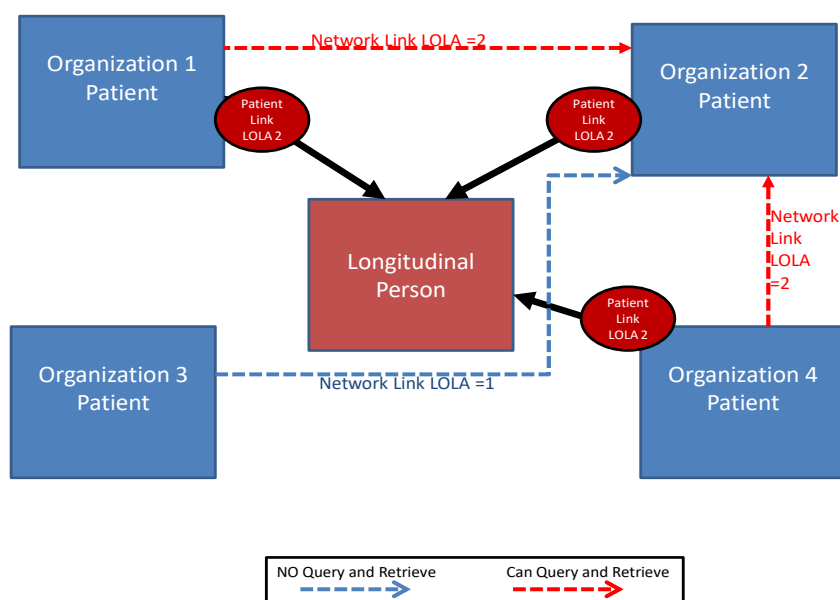 Network Link LOLA =2
Organization 1
Patient
Organization 2
Patient
Patient
Link
LOLA 2
Patient
Link
LOLA 2
Longitudinal
Person
Network
Link
LOLA
=2
Patient
Link
LOLA 2
Organization 3
Patient
Network Link LOLA =1
Organization 4
Patient
NO Query and Retrieve
Can Query and Retrieve